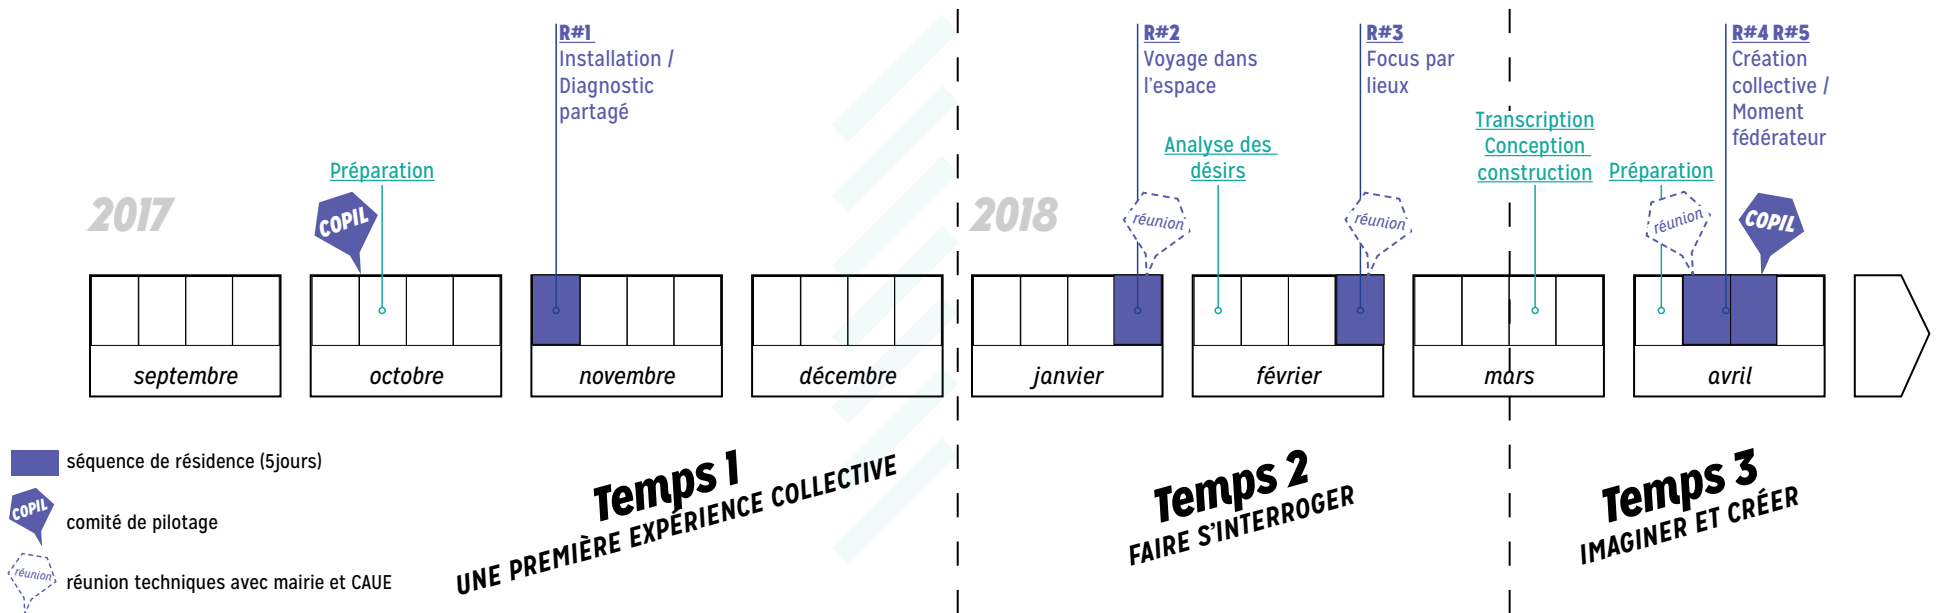 R#1
Installation /
Diagnostic
partagé
R#2
Voyage dans
l'espace
R#3
Focus par
lieux
R#4 R#5
Création
collective /
Moment
fédérateur
Préparation
Analyse des
désirs
Transcription
Conception
construction
Préparation
2017
COPIL
2018
réunion
réunion
réunion
COPIL
septembre
octobre
novembre
décembre
janvier
février
mars
avril
séquence de résidence (5jours)
COPIL
comité de pilotage
réunion
réunion techniques avec mairie et CAUE
Temps 1
UNE PREMIÈRE EXPÉRIENCE COLLECTIVE
Temps 2
FAIRE S'INTERROGER
Temps 3
IMAGINER ET CRÉER